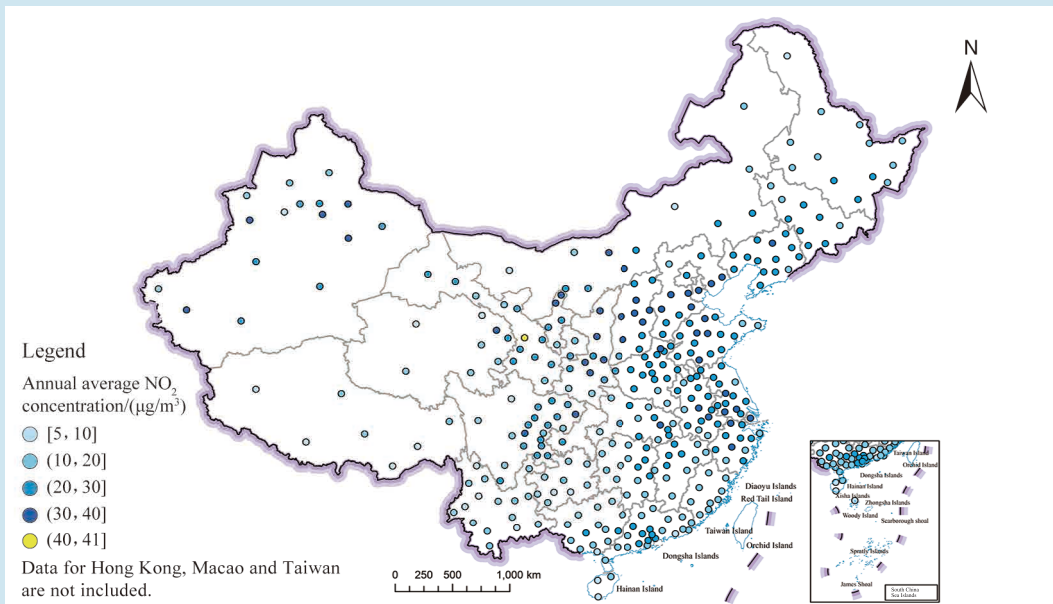 N
Legend
Annual average NO₂
concentration/(μg/m³)
[5, 10]
(10, 20]
(20, 30]
(30, 40]
(40, 41]
Data for Hong Kong, Macao and Taiwan
are not included.
0 250 500 1,000 km
Hainan Island
Diaoyu Islands
Red Tail Island
Taiwan Island
Orchid Island
Dongsha Islands
Taiwan Island
Orchid Island
Dongsha Islands
Hainan Island
Xisha Islands
Zhongsha Islands
Woody Island
Scarborough shoal
Spratly Islands
James Shoal
South China
Sea Islands